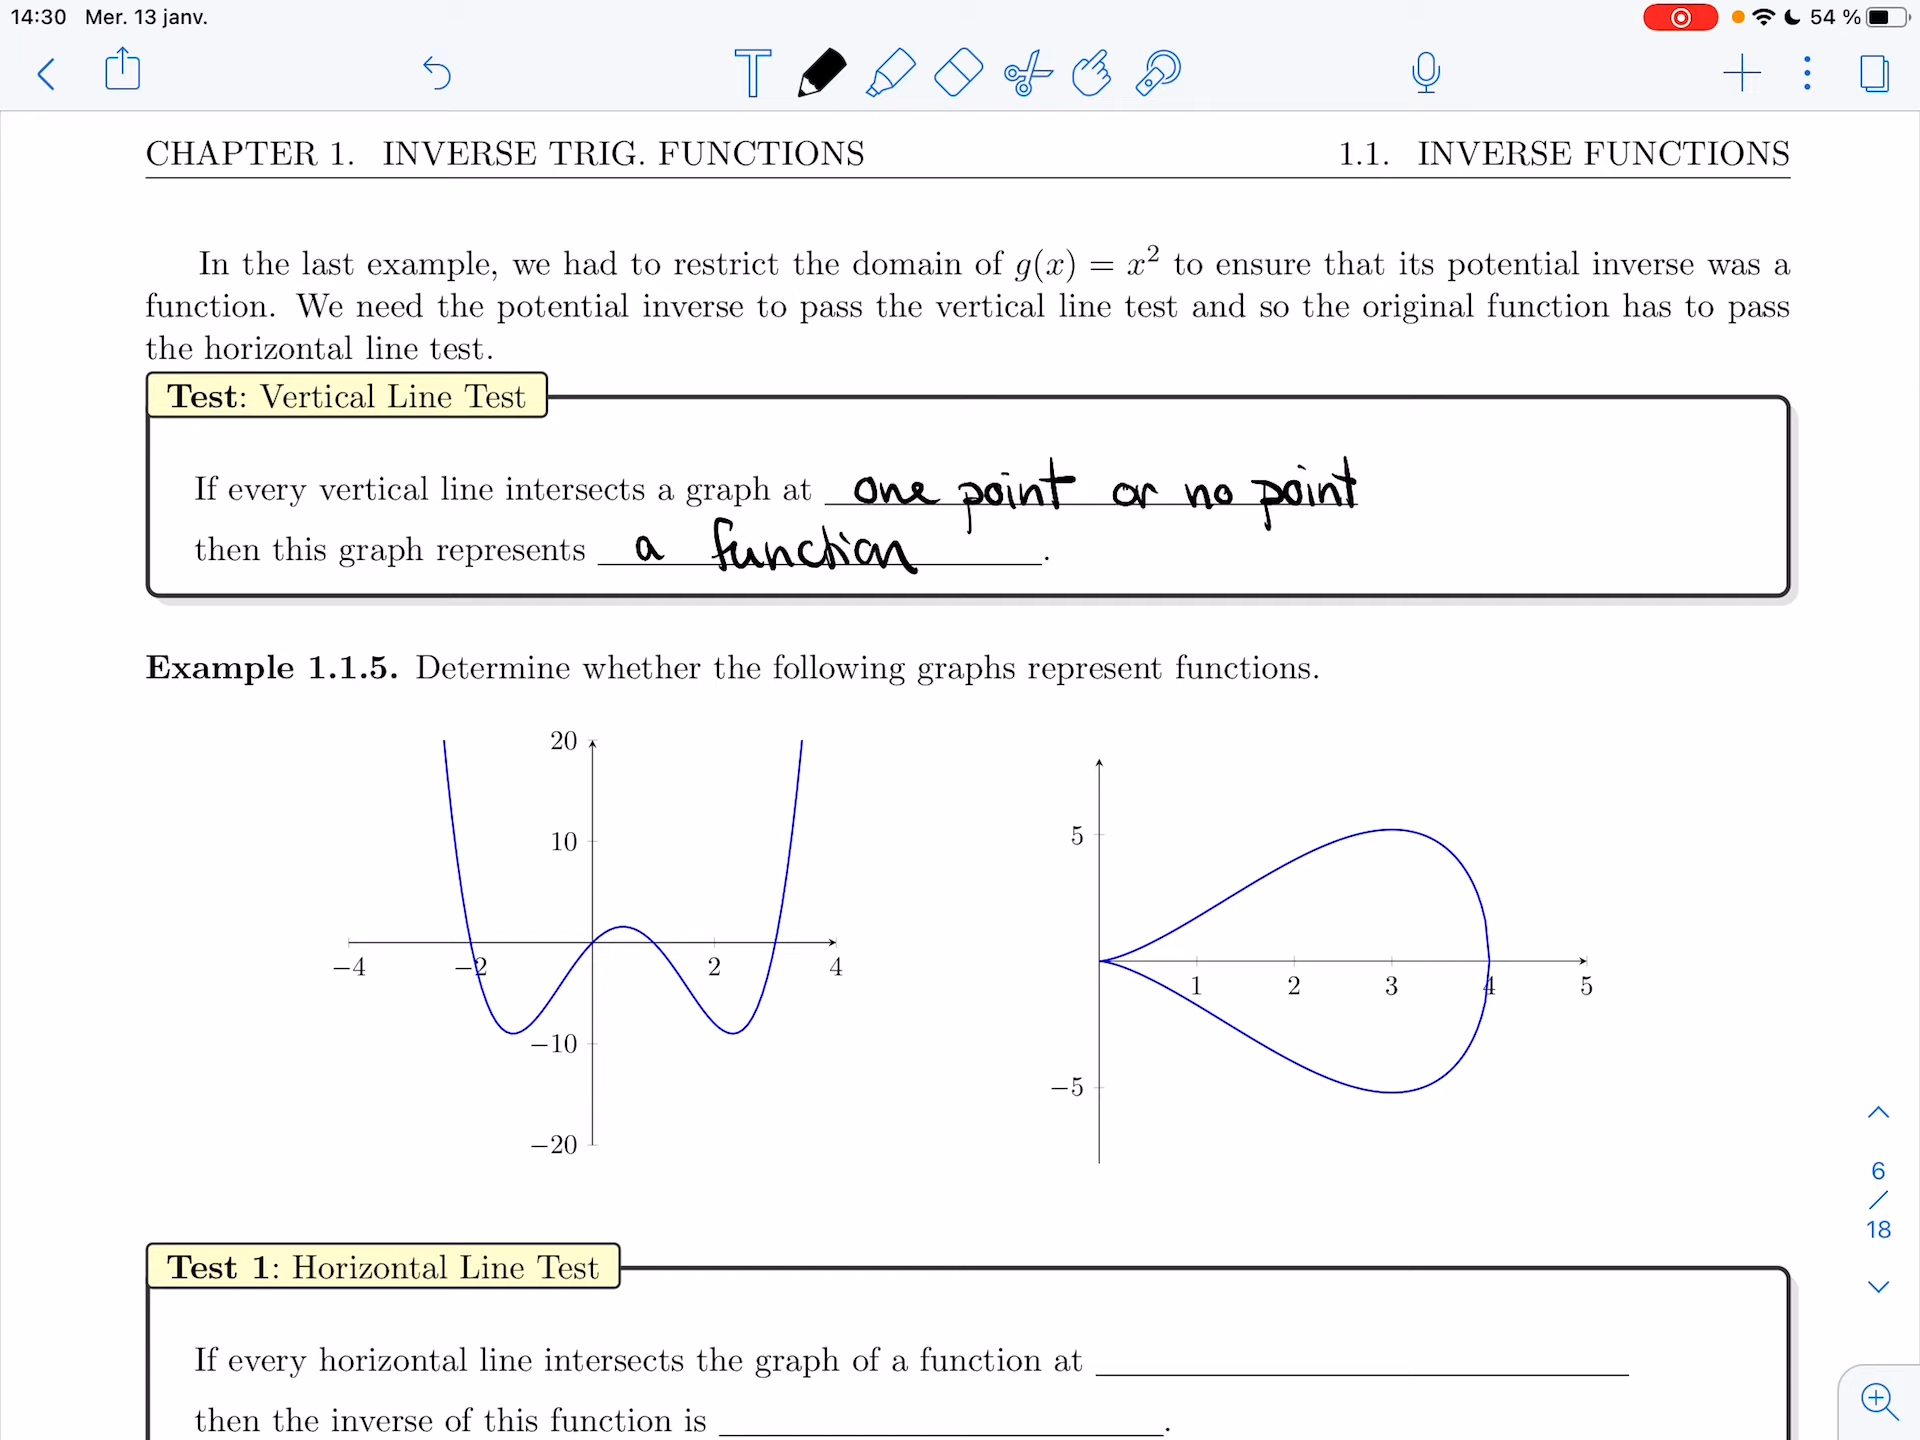 14:30 Mer. 13 janv. 54 %
CHAPTER 1. INVERSE TRIG. FUNCTIONS 1.1. INVERSE FUNCTIONS
In the last example, we had to restrict the domain of g(x) = x² to ensure that its potential inverse was a
function. We need the potential inverse to pass the vertical line test and so the original function has to pass
the horizontal line test.
Test: Vertical Line Test
If every vertical line intersects a graph at one point or no point
then this graph represents a function.
Example 1.1.5. Determine whether the following graphs represent functions.
20
10
−4 −2 2 4
−10
−20
5
1 2 3 4 5
−5
6
/
18
Test 1: Horizontal Line Test
If every horizontal line intersects the graph of a function at
then the inverse of this function is .